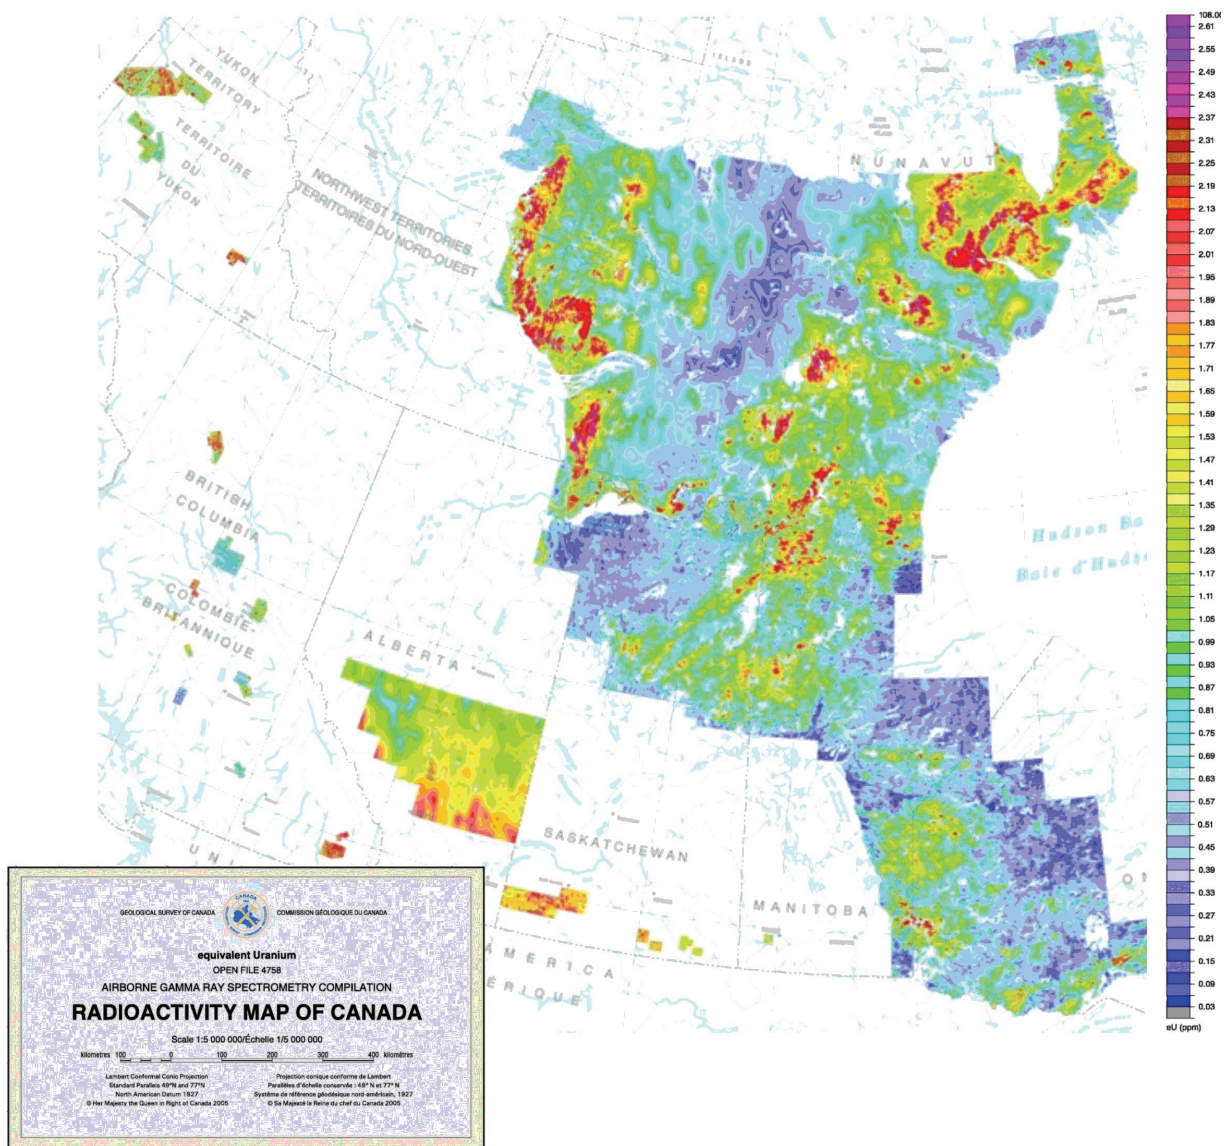 YUKON
TERRITORY
TERRITOIRE
DU
YUKON
ISLAND
NORTHWEST TERRITORIES
TERRITOIRES DU NORD-OUEST
NUNAVUT
BRITISH
COLUMBIA
COLOMBIE-
BRITANNIQUE
ALBERTA
SASKATCHEWAN
MANITOBA
UNI
AMERICA
ÉRIQUE
ON
Hudson Ba
Baie d'Huds
108.00
2.61
2.55
2.49
2.43
2.37
2.31
2.25
2.19
2.13
2.07
2.01
1.95
1.89
1.83
1.77
1.71
1.65
1.59
1.53
1.47
1.41
1.35
1.29
1.23
1.17
1.11
1.05
0.99
0.93
0.87
0.81
0.75
0.69
0.63
0.57
0.51
0.45
0.39
0.33
0.27
0.21
0.15
0.09
0.03
eU (ppm)
GEOLOGICAL SURVEY OF CANADA
CANADA
COMMISSION GÉOLOGIQUE DU CANADA
equivalent Uranium
OPEN FILE 4758
AIRBORNE GAMMA RAY SPECTROMETRY COMPILATION
RADIOACTIVITY MAP OF CANADA
Scale 1:5 000 000/Échelle 1/5 000 000
kilometres 100 0 100 200 300 400 kilomètres
Lambert Conformal Conic Projection
Standard Parallels 49°N and 77°N
North American Datum 1927
© Her Majesty the Queen in Right of Canada 2005
Projection conique conforme de Lambert
Parallèles d'échelle conservée : 49° N et 77° N
Système de référence géodésique nord-américain, 1927
© Sa Majesté la Reine du chef du Canada 2005